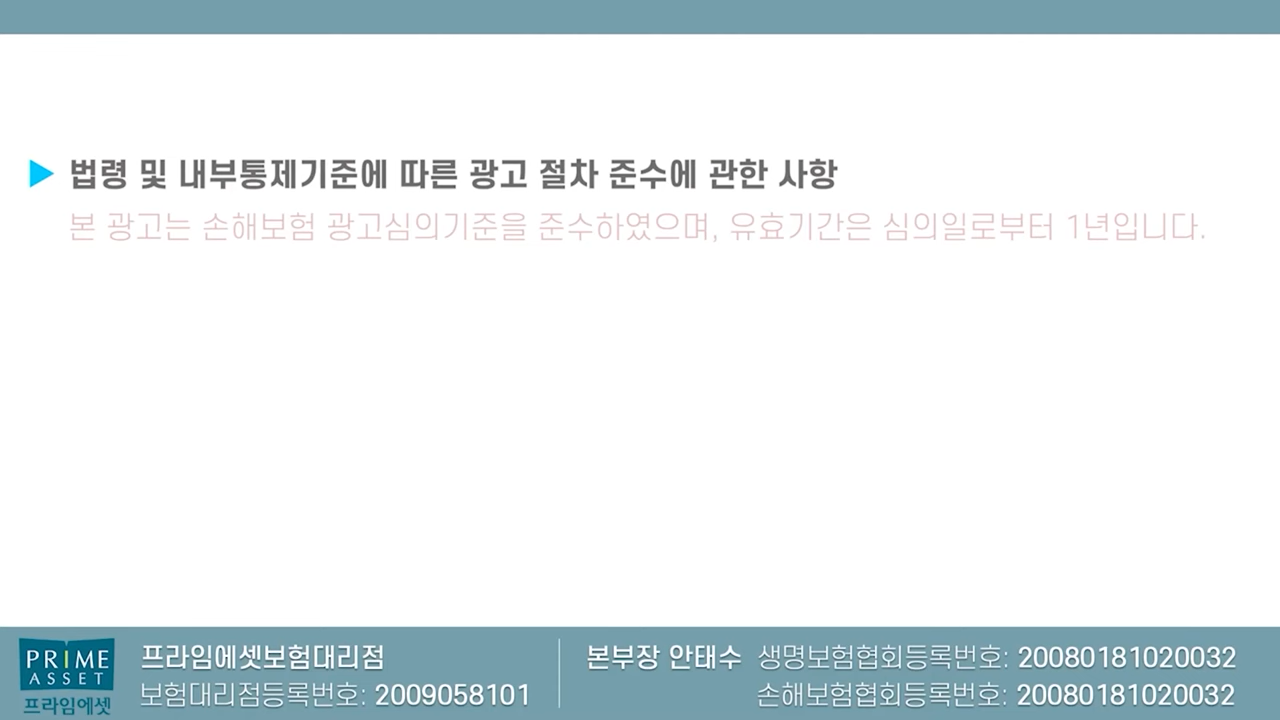 ▶ 법령 및 내부통제기준에 따른 광고 절차 준수에 관한 사항
본 광고는 손해보험 광고심의기준을 준수하였으며, 유효기간은 심의일로부터 1년입니다.
PRIME
ASSET
프라임에셋
프라임에셋보험대리점
보험대리점등록번호: 2009058101
본부장 안태수 생명보험협회등록번호: 20080181020032
손해보험협회등록번호: 20080181020032